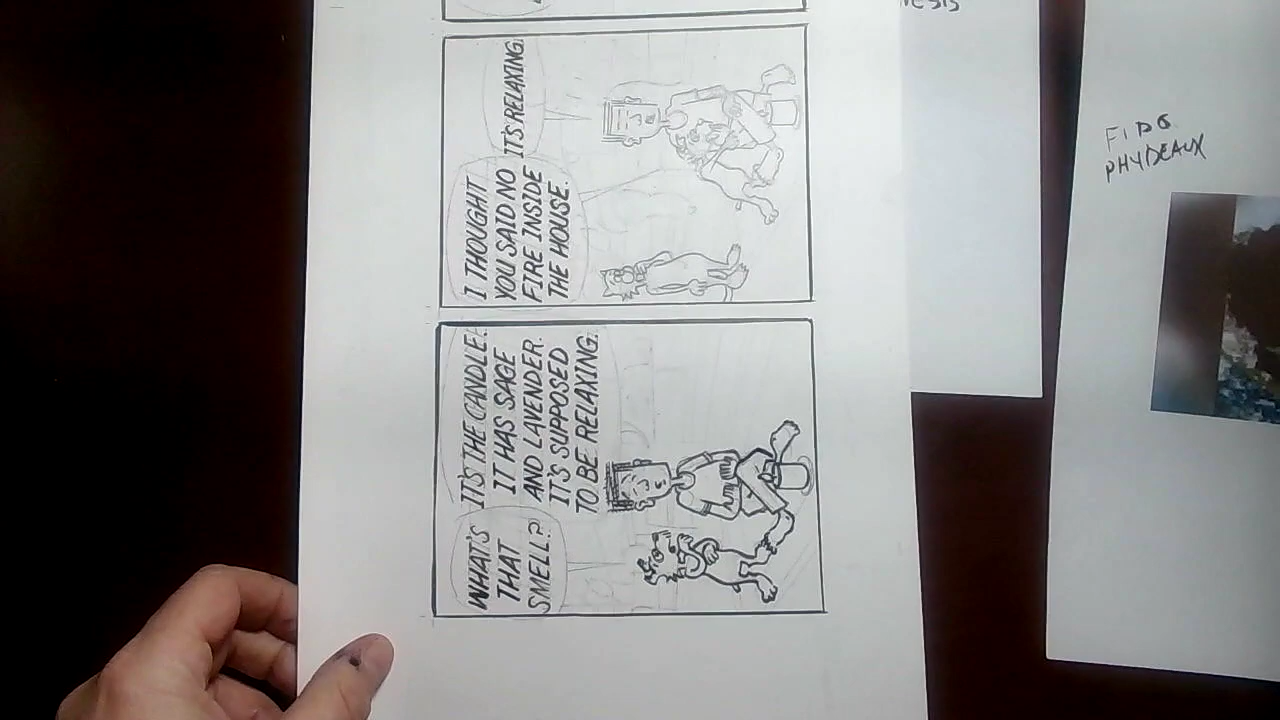 WHAT'S
THAT
SMELL?
IT'S THE CANDLE.
IT HAS SAGE
AND LAVENDER.
IT'S SUPPOSED
TO BE RELAXING.
I THOUGHT
YOU SAID NO
FIRE INSIDE
THE HOUSE.
IT'S RELAXING.
FIDO
PHYDEAUX